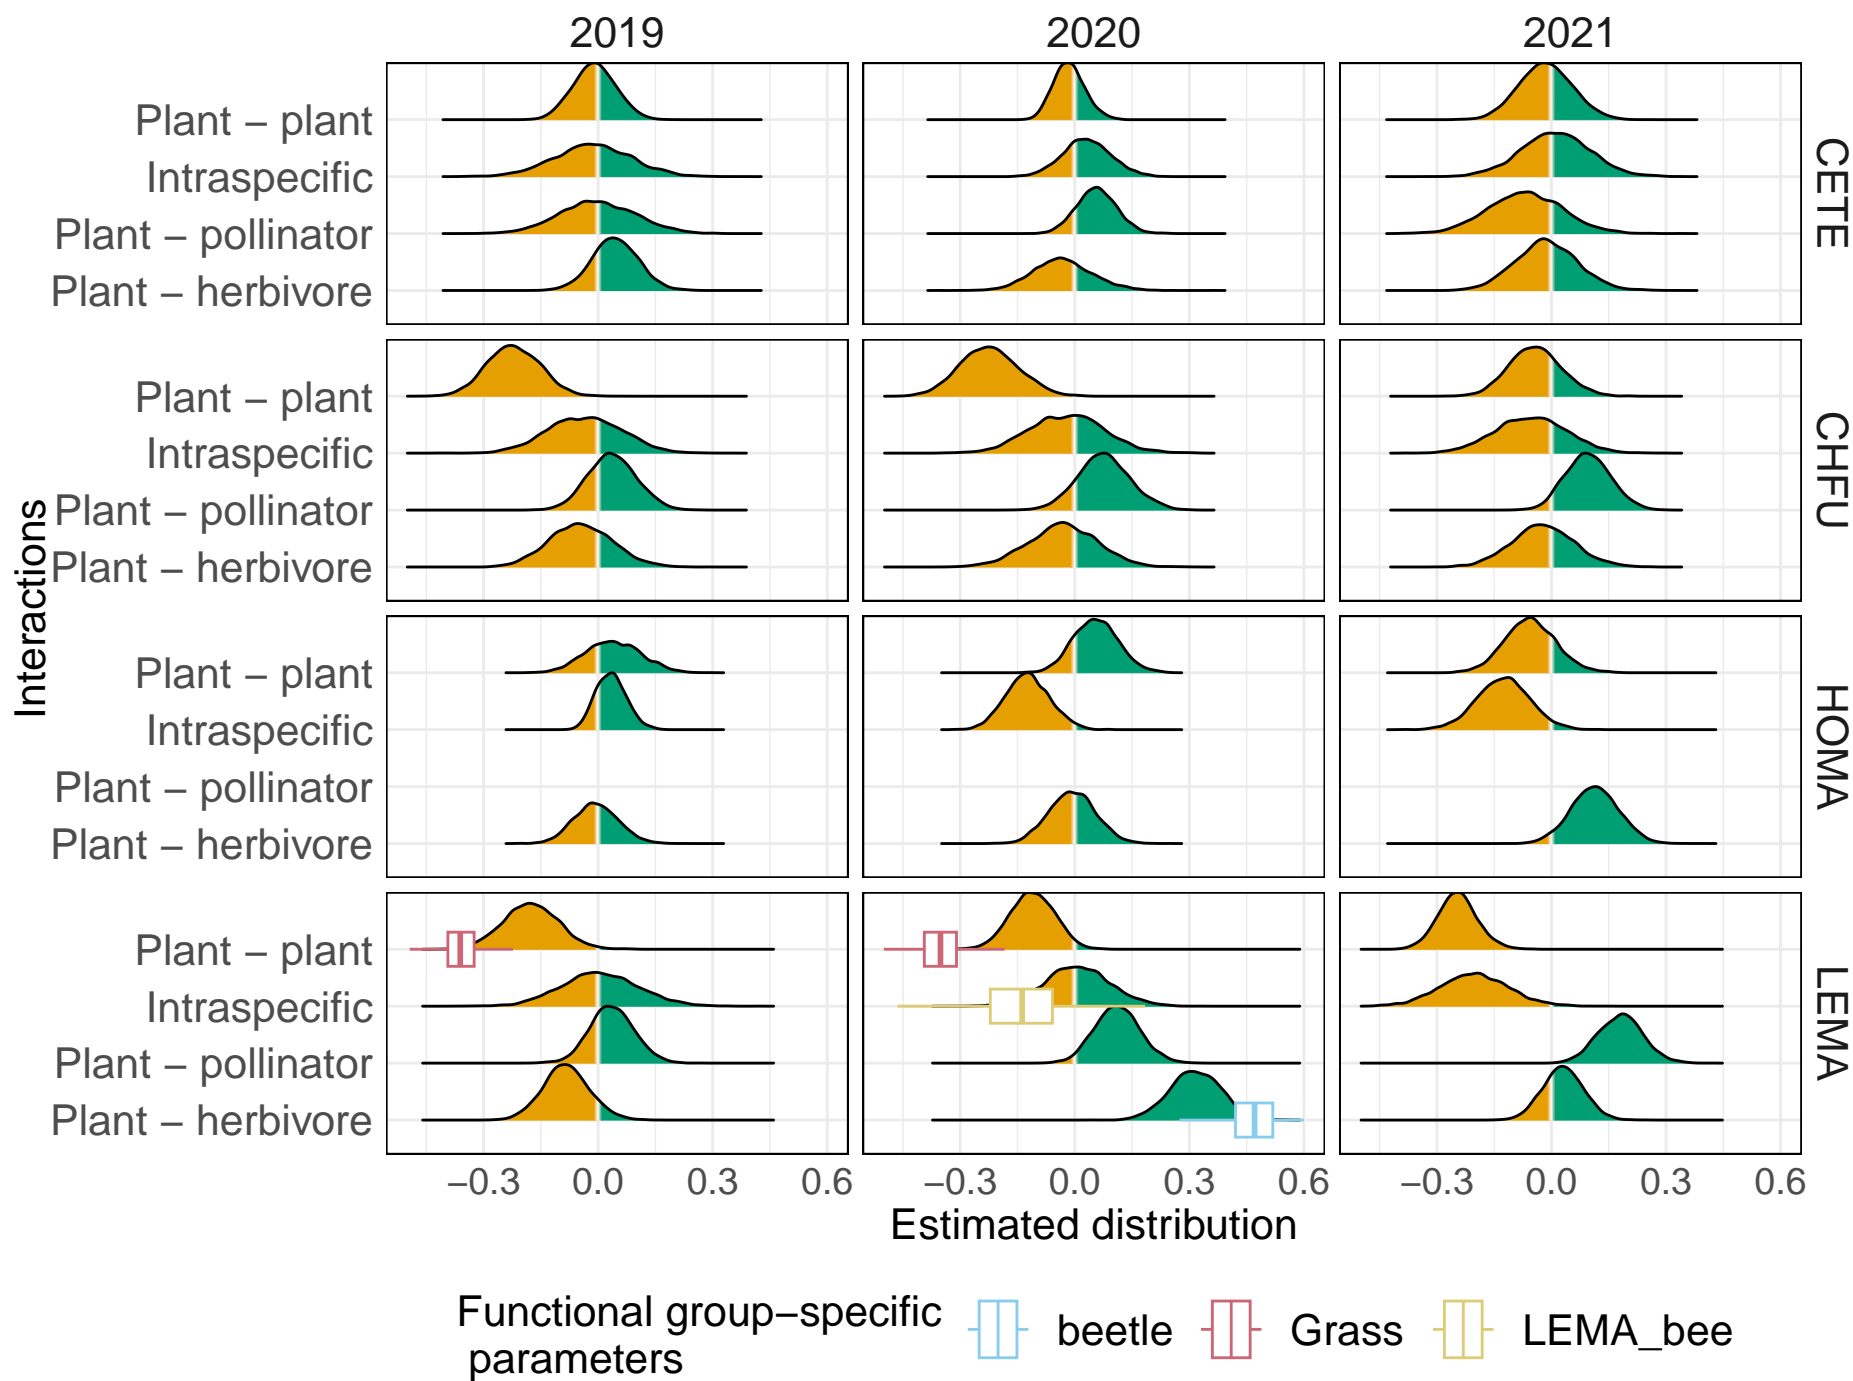 2019 2020 2021
Plant – plant
Intraspecific
Plant – pollinator
Plant – herbivore
CETE
Plant – plant
Intraspecific
Plant – pollinator
Plant – herbivore
CHFU
Interactions
Plant – plant
Intraspecific
Plant – pollinator
Plant – herbivore
HOMA
Plant – plant
Intraspecific
Plant – pollinator
Plant – herbivore
LEMA
−0.3 0.0 0.3 0.6 −0.3 0.0 0.3 0.6 −0.3 0.0 0.3 0.6
Estimated distribution
Functional group−specific
parameters
beetle Grass LEMA_bee